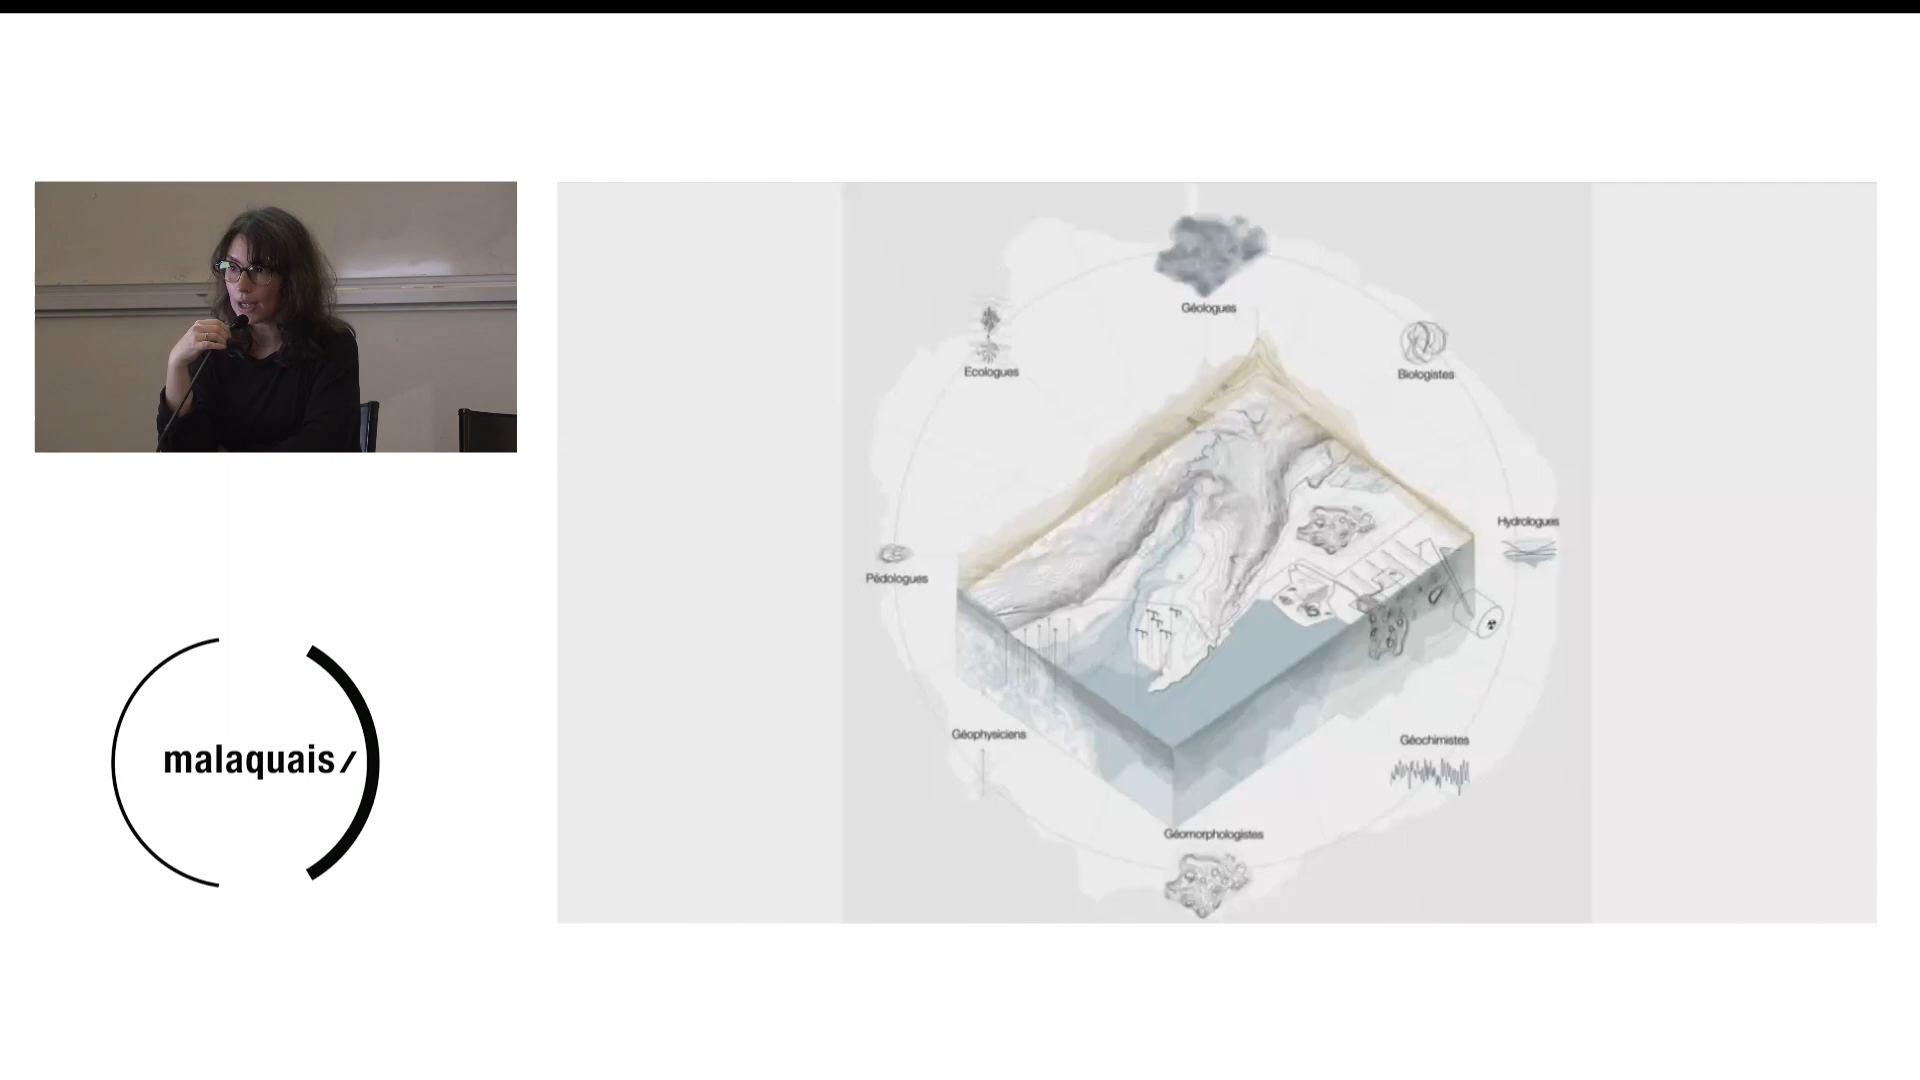 Géologues
Ecologues
Biologistes
Hydrologues
Pédologues
Géophysiciens
Géochimistes
malaquais/
Géomorphologistes